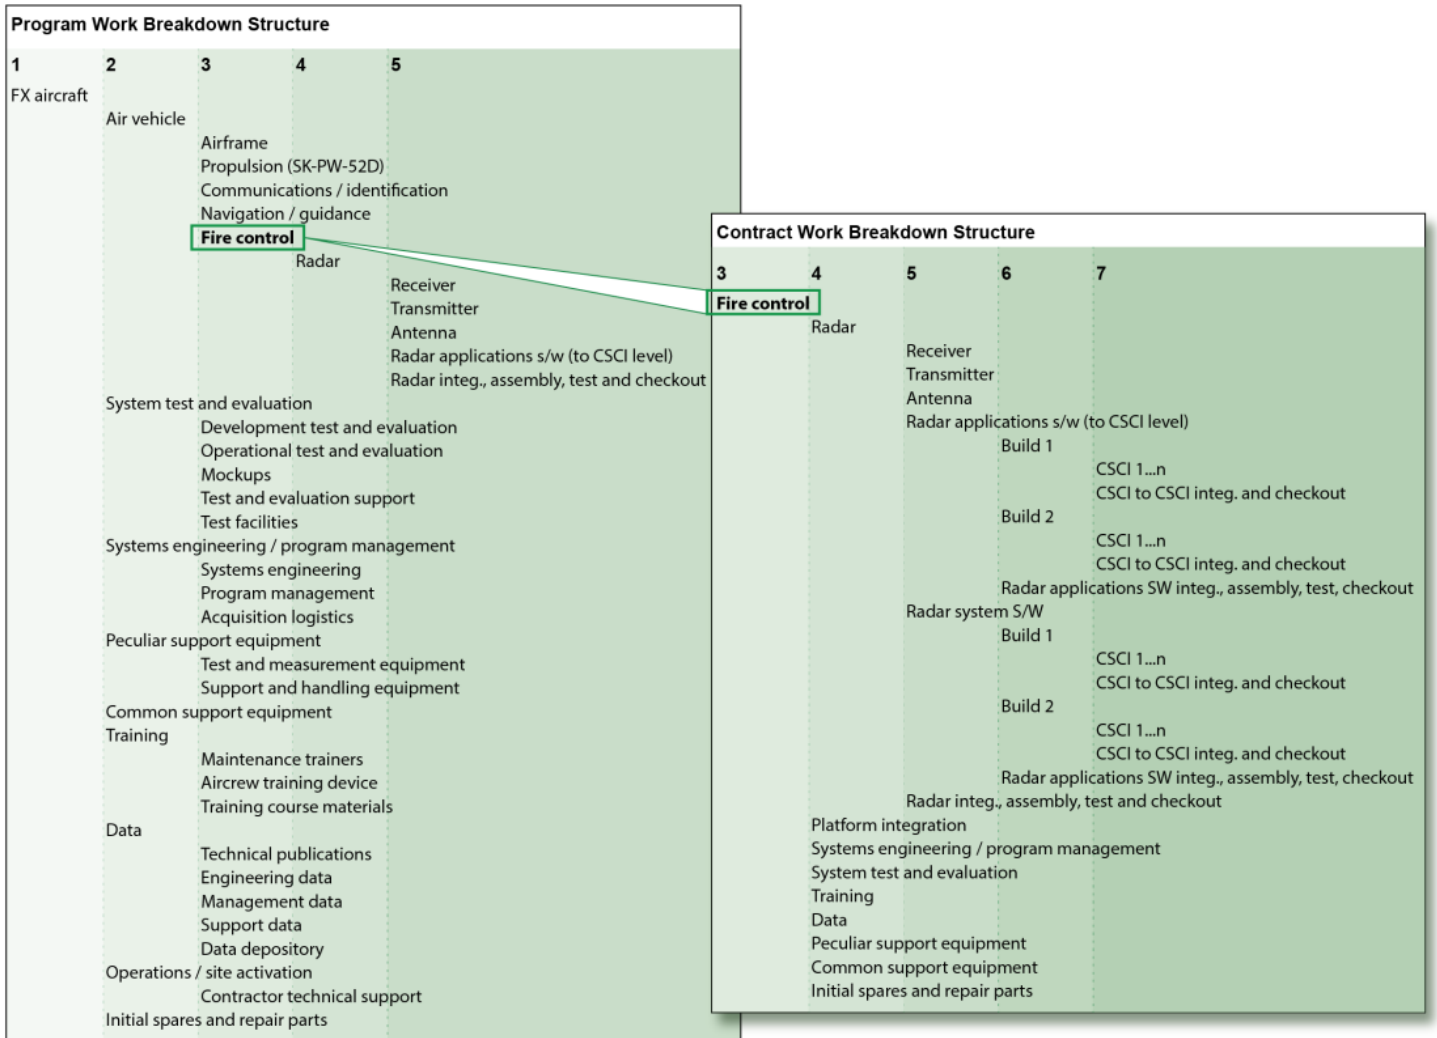 Program Work Breakdown Structure
1 2 3 4 5
FX aircraft
Air vehicle
Airframe
Propulsion (SK-PW-52D)
Communications / identification
Navigation / guidance
Fire control
Radar
Receiver
Transmitter
Antenna
Radar applications s/w (to CSCI level)
Radar integ., assembly, test and checkout
System test and evaluation
Development test and evaluation
Operational test and evaluation
Mockups
Test and evaluation support
Test facilities
Systems engineering / program management
Systems engineering
Program management
Acquisition logistics
Peculiar support equipment
Test and measurement equipment
Support and handling equipment
Common support equipment
Training
Maintenance trainers
Aircrew training device
Training course materials
Data
Technical publications
Engineering data
Management data
Support data
Data depository
Operations / site activation
Contractor technical support
Initial spares and repair parts
Contract Work Breakdown Structure
3 4 5 6 7
Fire control
Radar
Receiver
Transmitter
Antenna
Radar applications s/w (to CSCI level)
Build 1
CSCI 1...n
CSCI to CSCI integ. and checkout
Build 2
CSCI 1...n
CSCI to CSCI integ. and checkout
Radar applications SW integ., assembly, test, checkout
Radar system S/W
Build 1
CSCI 1...n
CSCI to CSCI integ. and checkout
Build 2
CSCI 1...n
CSCI to CSCI integ. and checkout
Radar applications SW integ., assembly, test, checkout
Radar integ., assembly, test and checkout
Platform integration
Systems engineering / program management
System test and evaluation
Training
Data
Peculiar support equipment
Common support equipment
Initial spares and repair parts